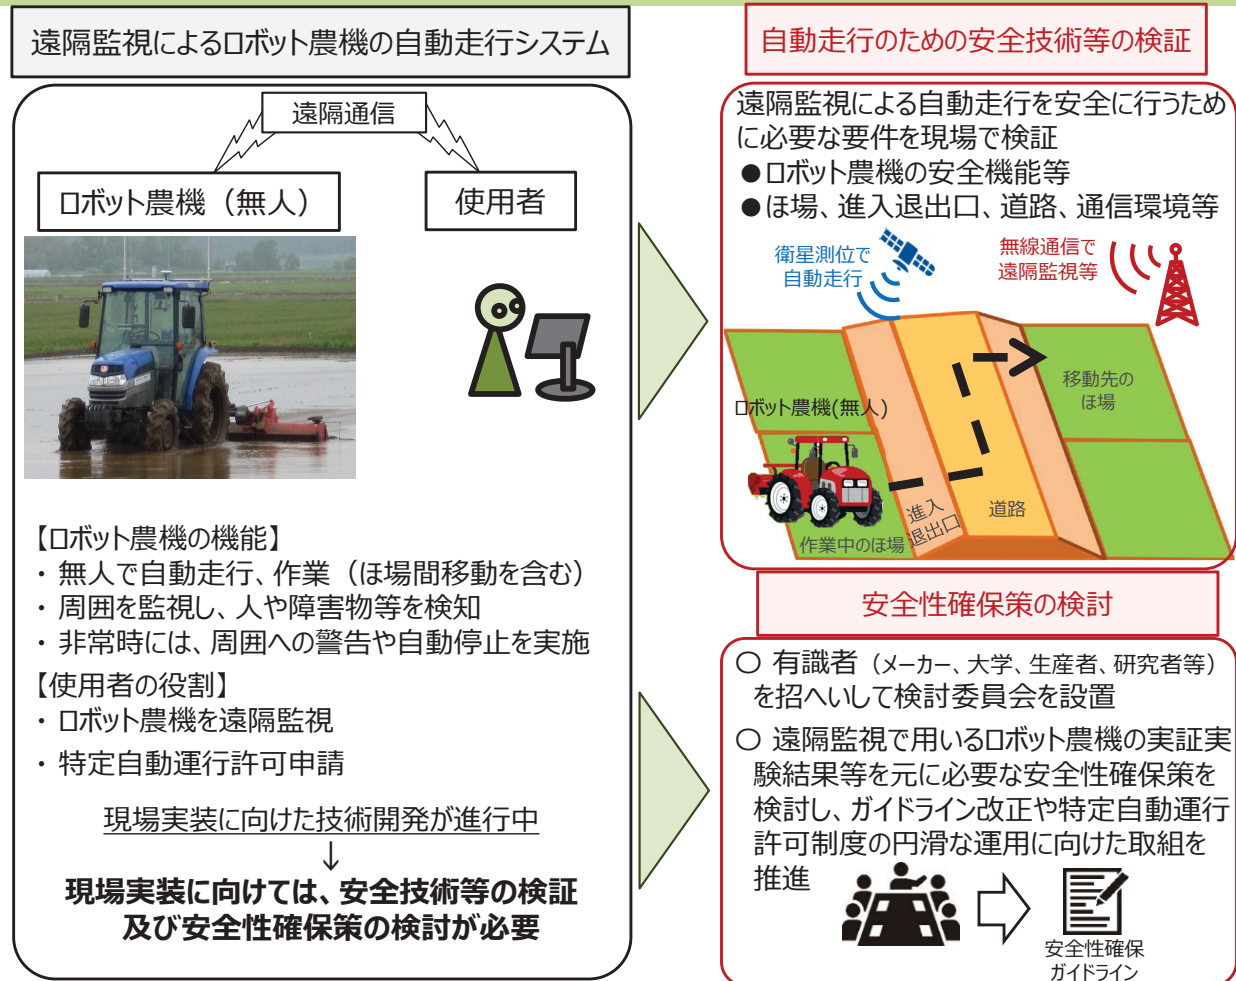 遠隔監視によるロボット農機の自動走行システム
遠隔通信
ロボット農機（無人）
使用者
【ロボット農機の機能】
・ 無人で自動走行、作業（ほ場間移動を含む）
・ 周囲を監視し、人や障害物等を検知
・ 非常時には、周囲への警告や自動停止を実施
【使用者の役割】
・ ロボット農機を遠隔監視
・ 特定自動運行許可申請
現場実装に向けた技術開発が進行中
↓
現場実装に向けては、安全技術等の検証
及び安全性確保策の検討が必要
自動走行のための安全技術等の検証
遠隔監視による自動走行を安全に行うため
に必要な要件を現場で検証
●ロボット農機の安全機能等
●ほ場、進入退出口、道路、通信環境等
衛星測位で
自動走行
無線通信で
遠隔監視等
移動先の
ほ場
ロボット農機(無人)
進入
退出口
道路
作業中のほ場
安全性確保策の検討
〇 有識者（メーカー、大学、生産者、研究者等）
を招へいして検討委員会を設置
〇 遠隔監視で用いるロボット農機の実証実
験結果等を元に必要な安全性確保策を
検討し、ガイドライン改正や特定自動運行
許可制度の円滑な運用に向けた取組を
推進
安全性確保
ガイドライン